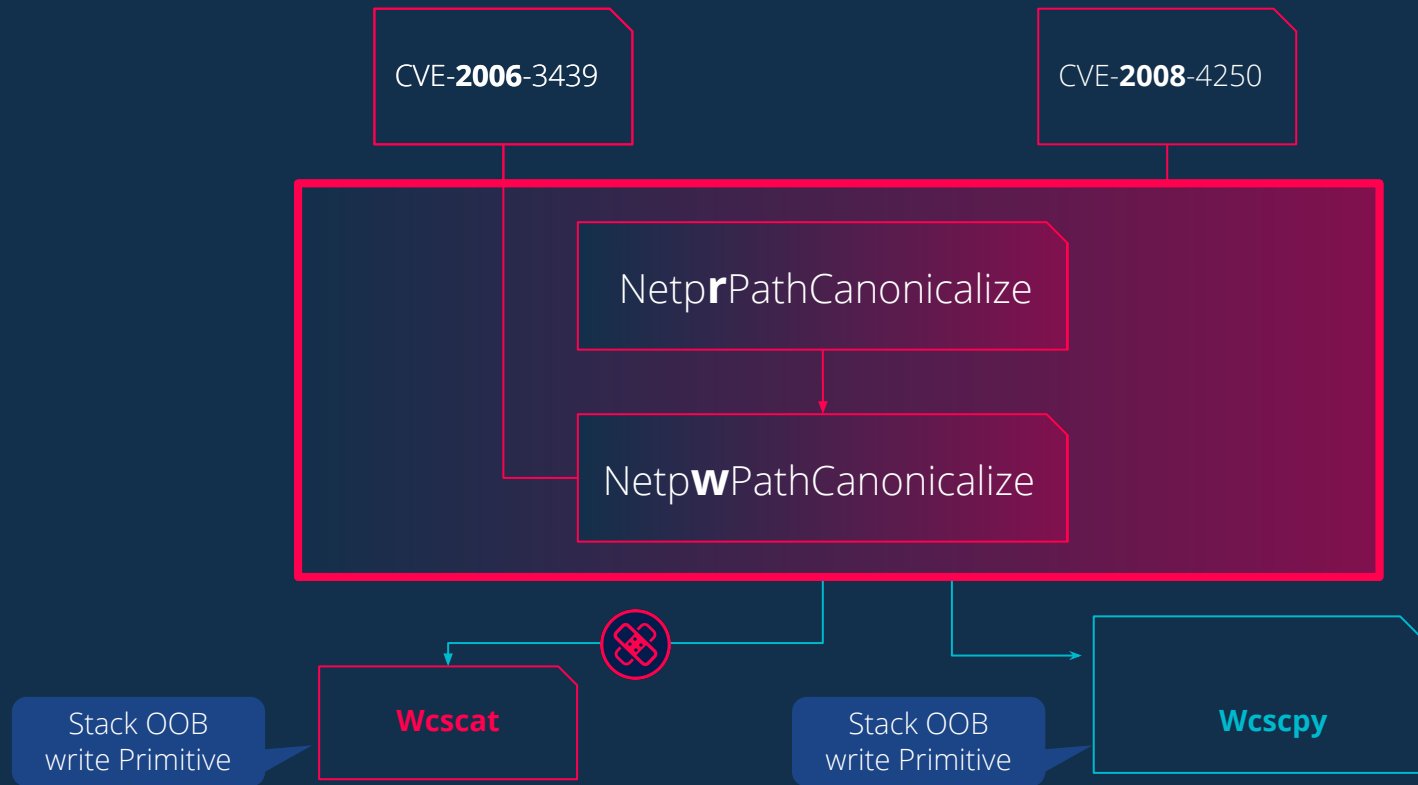 CVE-2006-3439
CVE-2008-4250
NetprPathCanonicalize
NetpwPathCanonicalize
Stack OOB
write Primitive
Wcscat
Stack OOB
write Primitive
Wcscpy